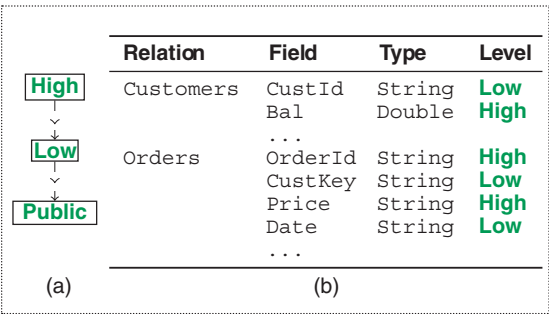 High
Low
Public
(a)
Relation Field Type Level
Customers CustId String Low
Bal Double High
...
Orders OrderId String High
CustKey String Low
Price String High
Date String Low
...
(b)